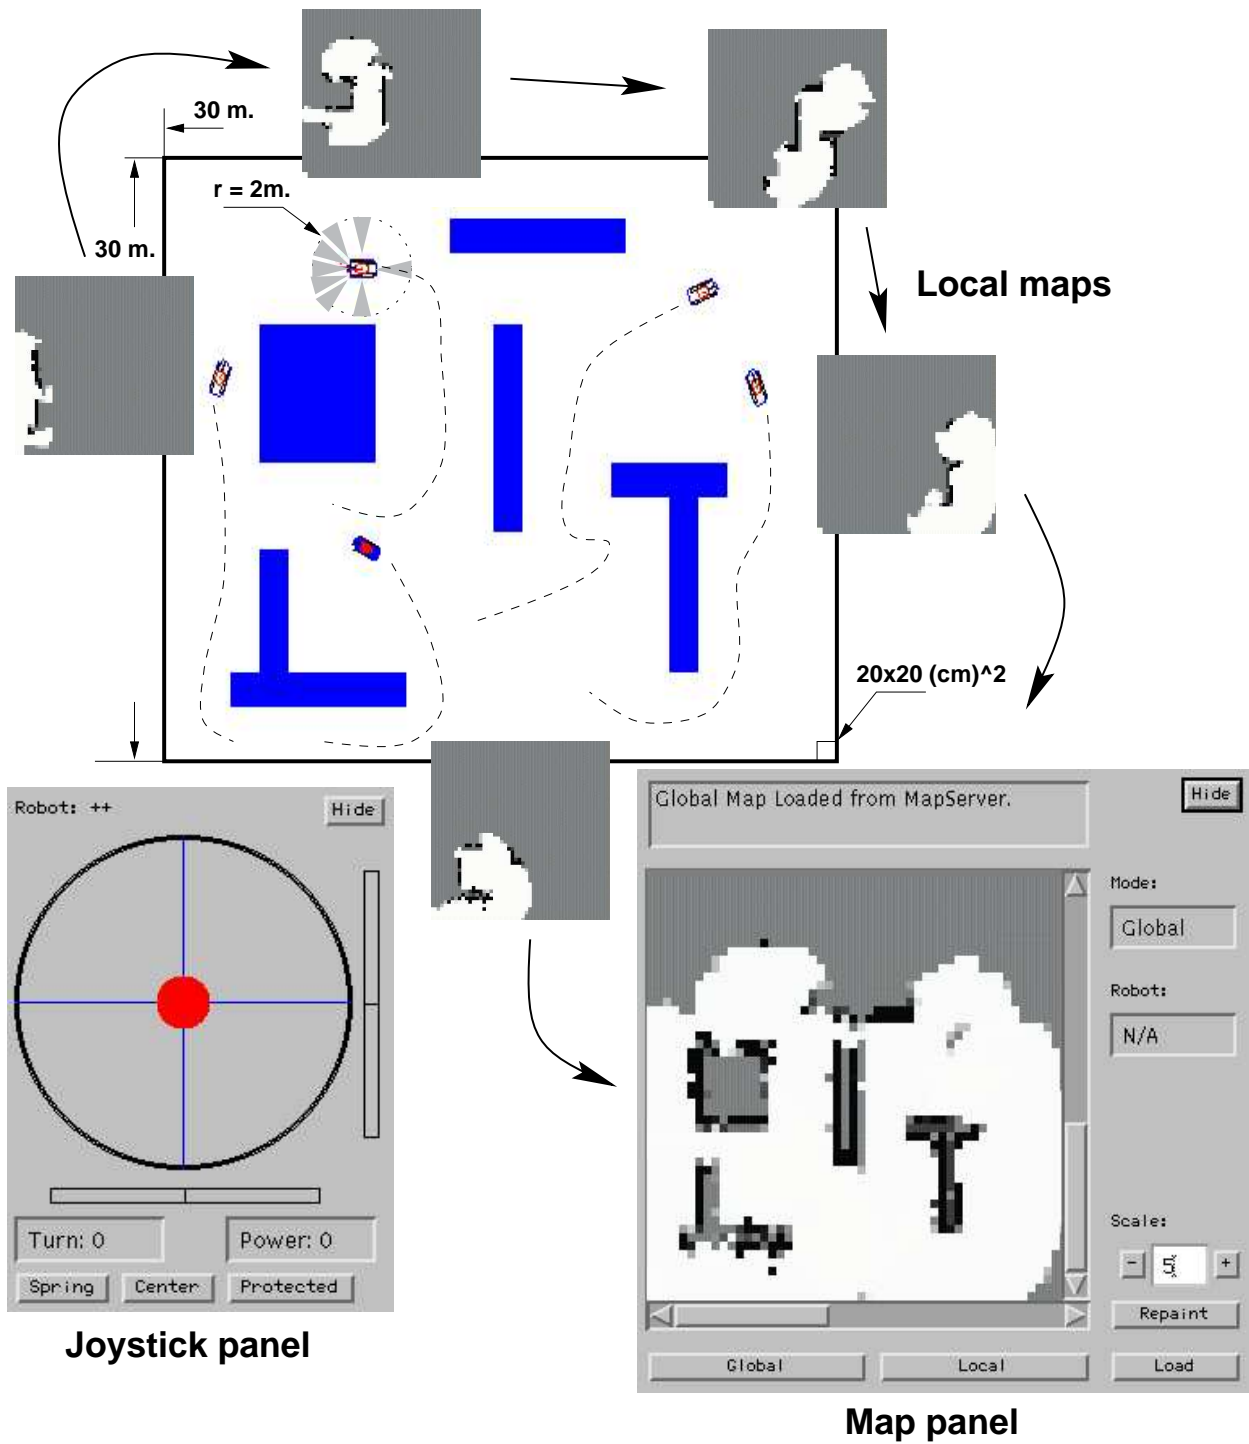 30 m.
r = 2m.
30 m.
Local maps
20x20 (cm)^2
Robot: ++
Hide
Turn: 0
Power: 0
Spring
Center
Protected
Joystick panel
Global Map Loaded from MapServer.
Hide
Mode:
Global
Robot:
N/A
Scale:
-
+
Repaint
Global
Local
Load
Map panel